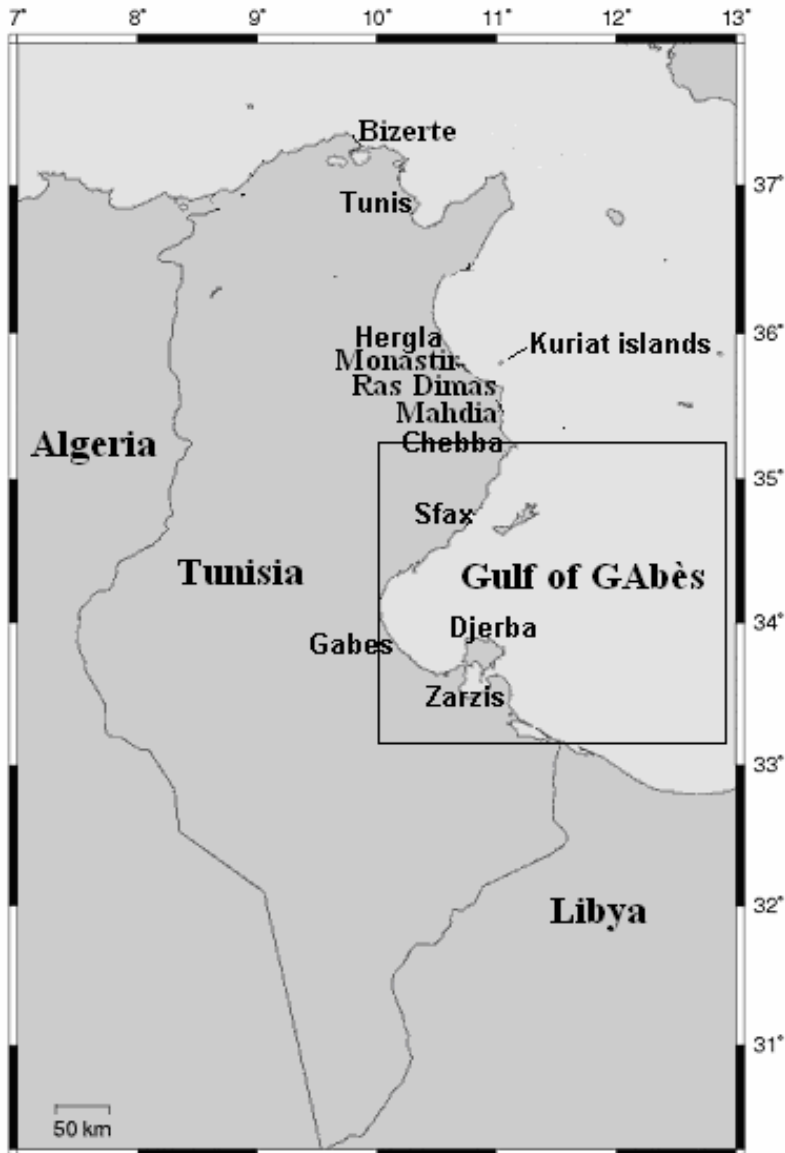 7° 8° 9° 10° 11° 12° 13°
Bizerte
37°
Tunis
36°
Hergla
Kuriat islands
Monastir
Ras Dimas
Mahdia
Algeria
Chebba
35°
Sfax
Tunisia
Gulf of GAbès
34°
Djerba
Gabes
Zarzis
33°
32°
Libya
31°
50 km